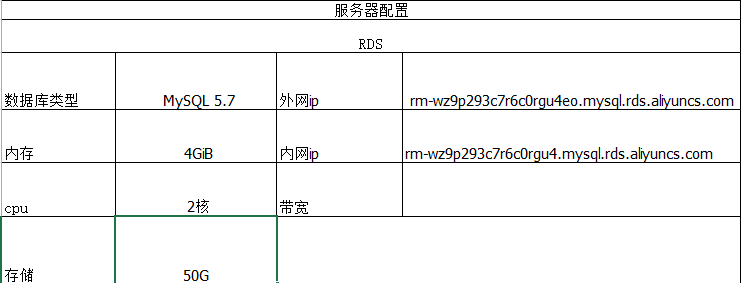 服务器配置
RDS
数据库类型 MySQL 5.7 外网ip rm-wz9p293c7r6c0rgu4eo.mysql.rds.aliyuncs.com
内存 4GiB 内网ip rm-wz9p293c7r6c0rgu4.mysql.rds.aliyuncs.com
cpu 2核 带宽
存储 50G